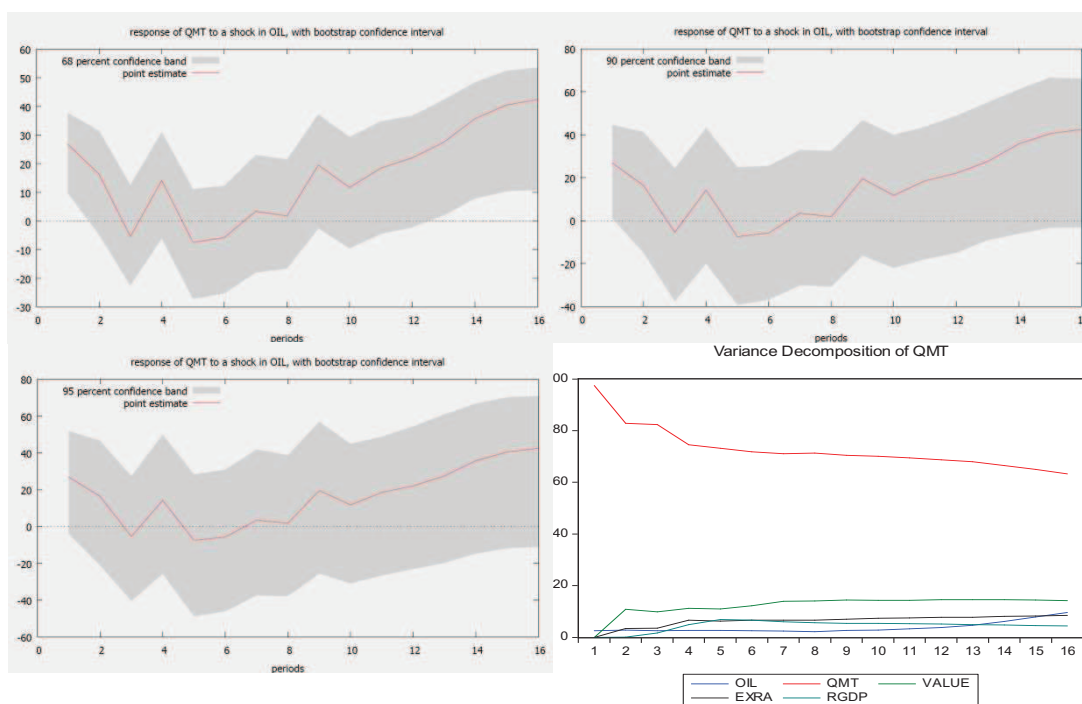 response of QMT to a shock in OIL, with bootstrap confidence interval
60
50
40
30
20
10
0
-10
-20
-30
68 percent confidence band
point estimate
0 2 4 6 8 10 12 14 16
periods
response of QMT to a shock in OIL, with bootstrap confidence interval
80
60
40
20
0
-20
-40
90 percent confidence band
point estimate
0 2 4 6 8 10 12 14 1
periods
response of QMT to a shock in OIL, with bootstrap confidence interval
80
60
40
20
0
-20
-40
-60
95 percent confidence band
point estimate
0 2 4 6 8 10 12 14 16
periods
Variance Decomposition of QMT
00
80
60
40
20
0
1 2 3 4 5 6 7 8 9 10 11 12 13 14 15 16
OIL QMT VALUE
EXRA RGDP